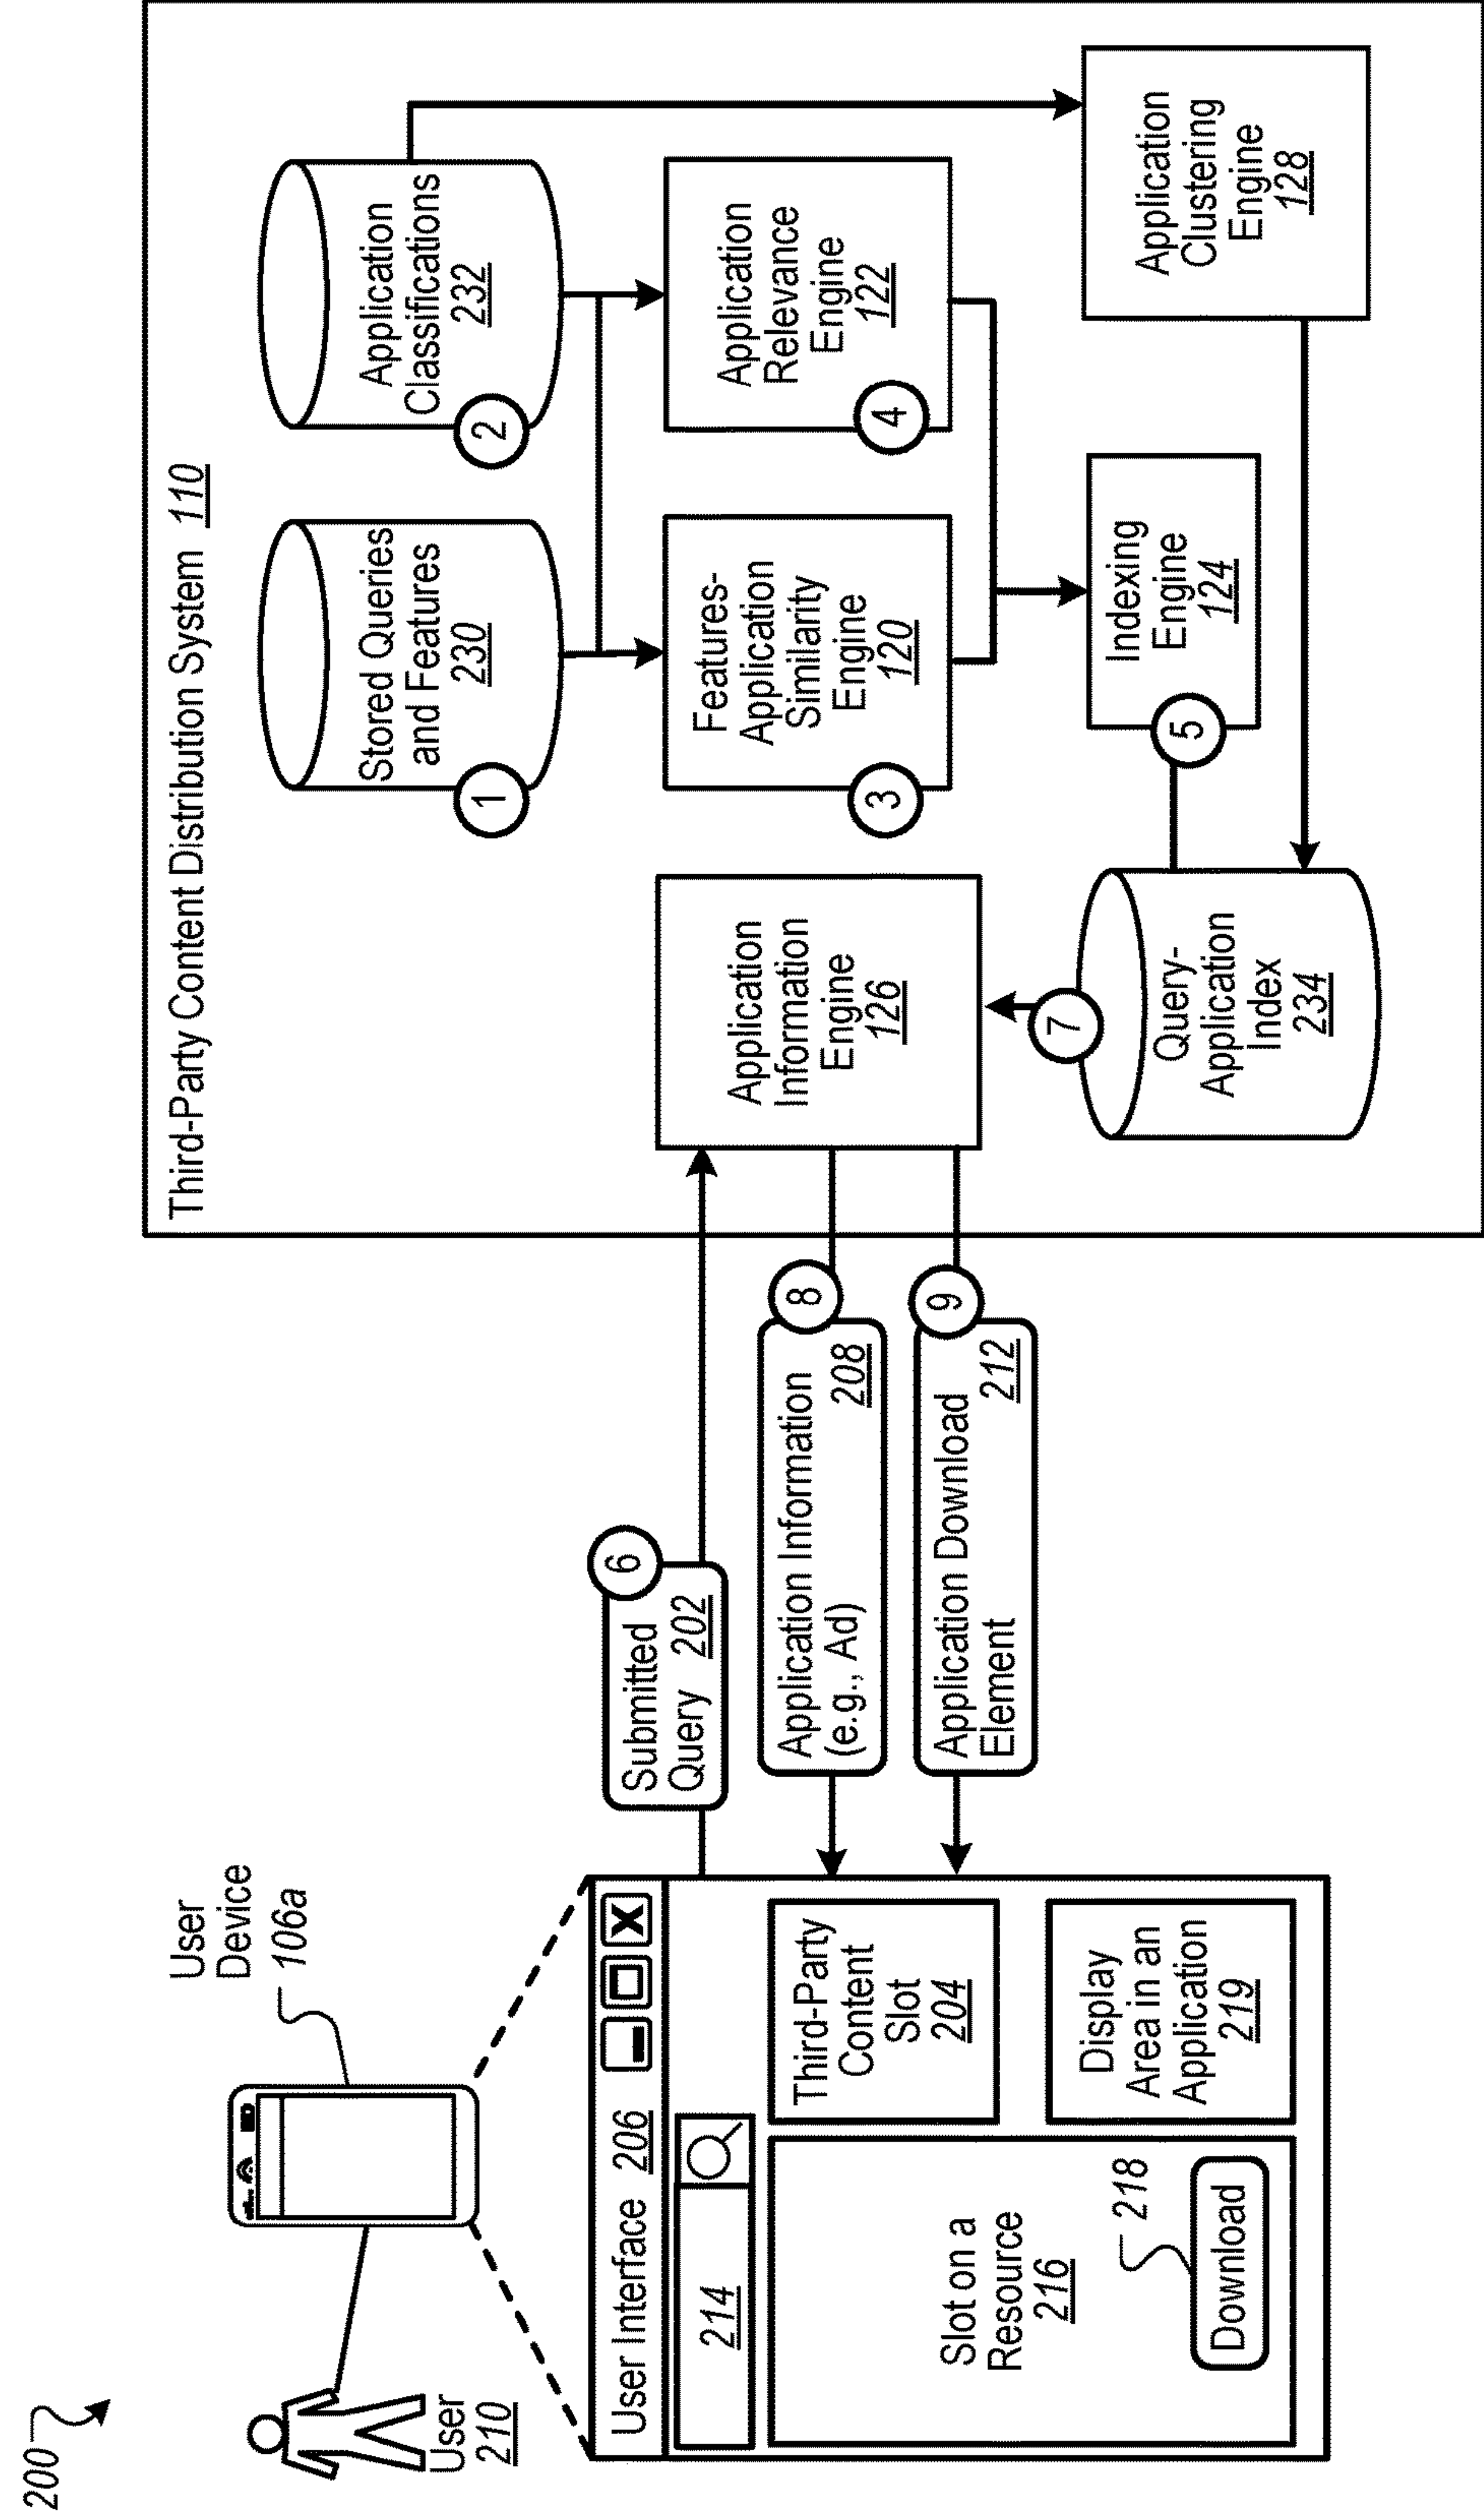 200
User
210
User
Device
106a
User Interface 206
214
Slot on a
Resource
216
218
Download
Third-Party
Content
Slot
204
Display
Area in an
Application
219
6
Submitted
Query 202
8
Application Information
(e.g., Ad) 208
9
Application Download
Element 212
Third-Party Content Distribution System 110
1
Stored Queries
and Features
230
2
Application
Classifications
232
3
Features-
Application
Similarity
Engine
120
4
Application
Relevance
Engine
122
Application
Information
Engine
126
5
Indexing
Engine
124
7
Query-
Application
Index
234
Application
Clustering
Engine
128